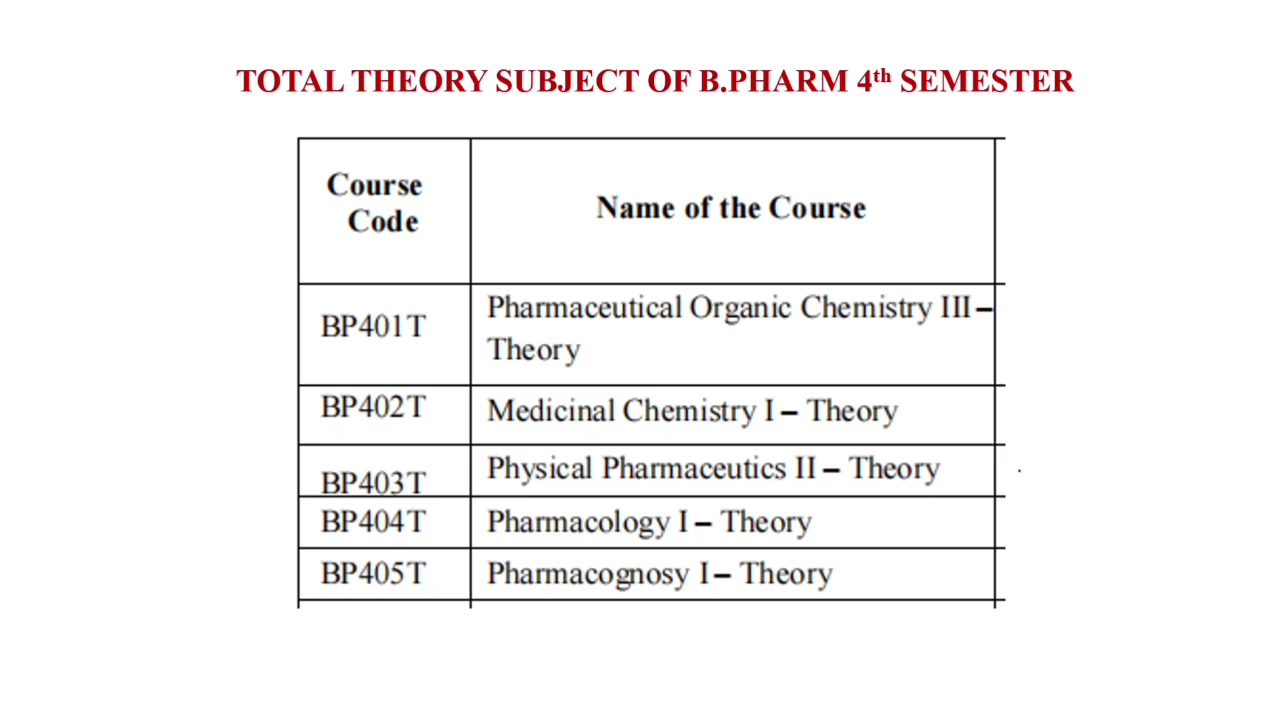 TOTAL THEORY SUBJECT OF B.PHARM 4th SEMESTER
Course
Code
Name of the Course
BP401T
Pharmaceutical Organic Chemistry III –
Theory
BP402T
Medicinal Chemistry I – Theory
BP403T
Physical Pharmaceutics II – Theory
BP404T
Pharmacology I – Theory
BP405T
Pharmacognosy I – Theory